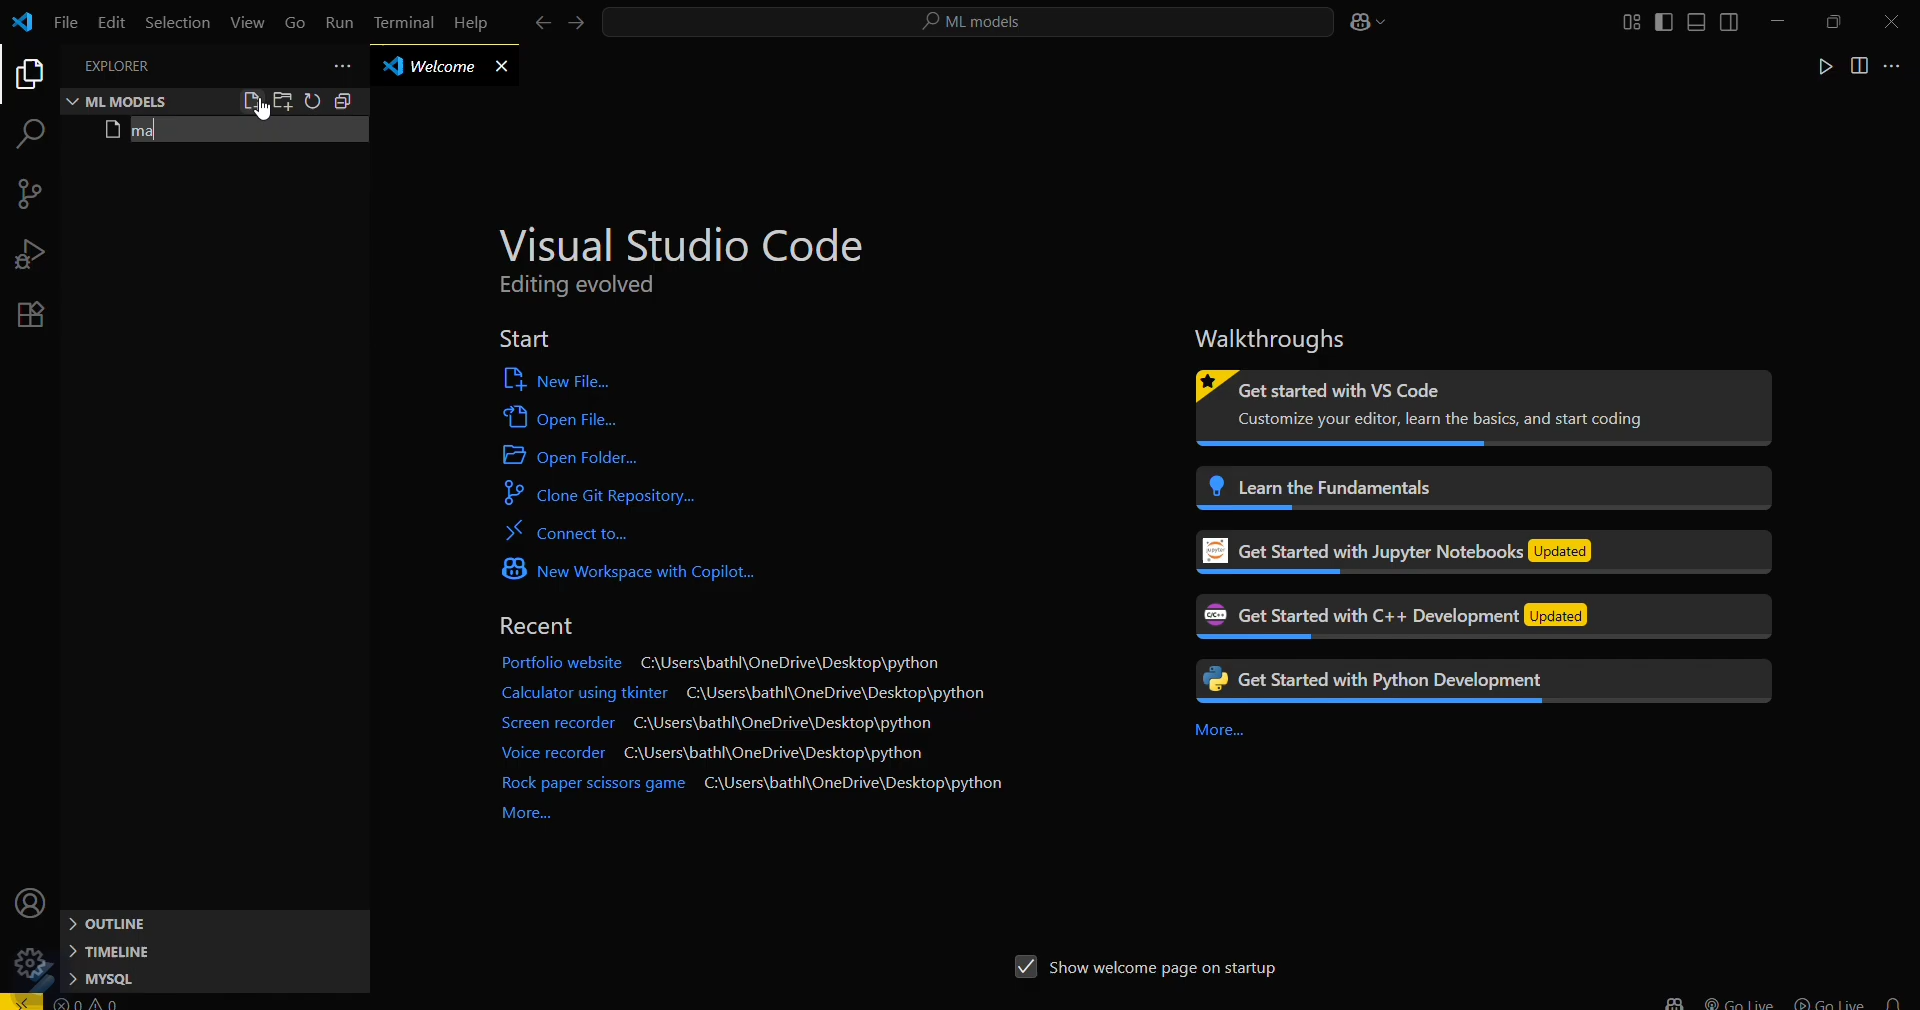 File Edit Selection View Go Run Terminal Help
ML models
EXPLORER
ML MODELS
ma
OUTLINE
TIMELINE
MYSQL
Welcome
Visual Studio Code
Editing evolved
Start
New File...
Open File...
Open Folder...
Clone Git Repository...
Connect to...
New Workspace with Copilot...
Recent
Portfolio website C:\Users\bathl\OneDrive\Desktop\python
Calculator using tkinter C:\Users\bathl\OneDrive\Desktop\python
Screen recorder C:\Users\bathl\OneDrive\Desktop\python
Voice recorder C:\Users\bathl\OneDrive\Desktop\python
Rock paper scissors game C:\Users\bathl\OneDrive\Desktop\python
More...
Walkthroughs
Get started with VS Code
Customize your editor, learn the basics, and start coding
Learn the Fundamentals
Get Started with Jupyter Notebooks Updated
Get Started with C++ Development Updated
Get Started with Python Development
More...
Show welcome page on startup
0 0
Go Live Go Live